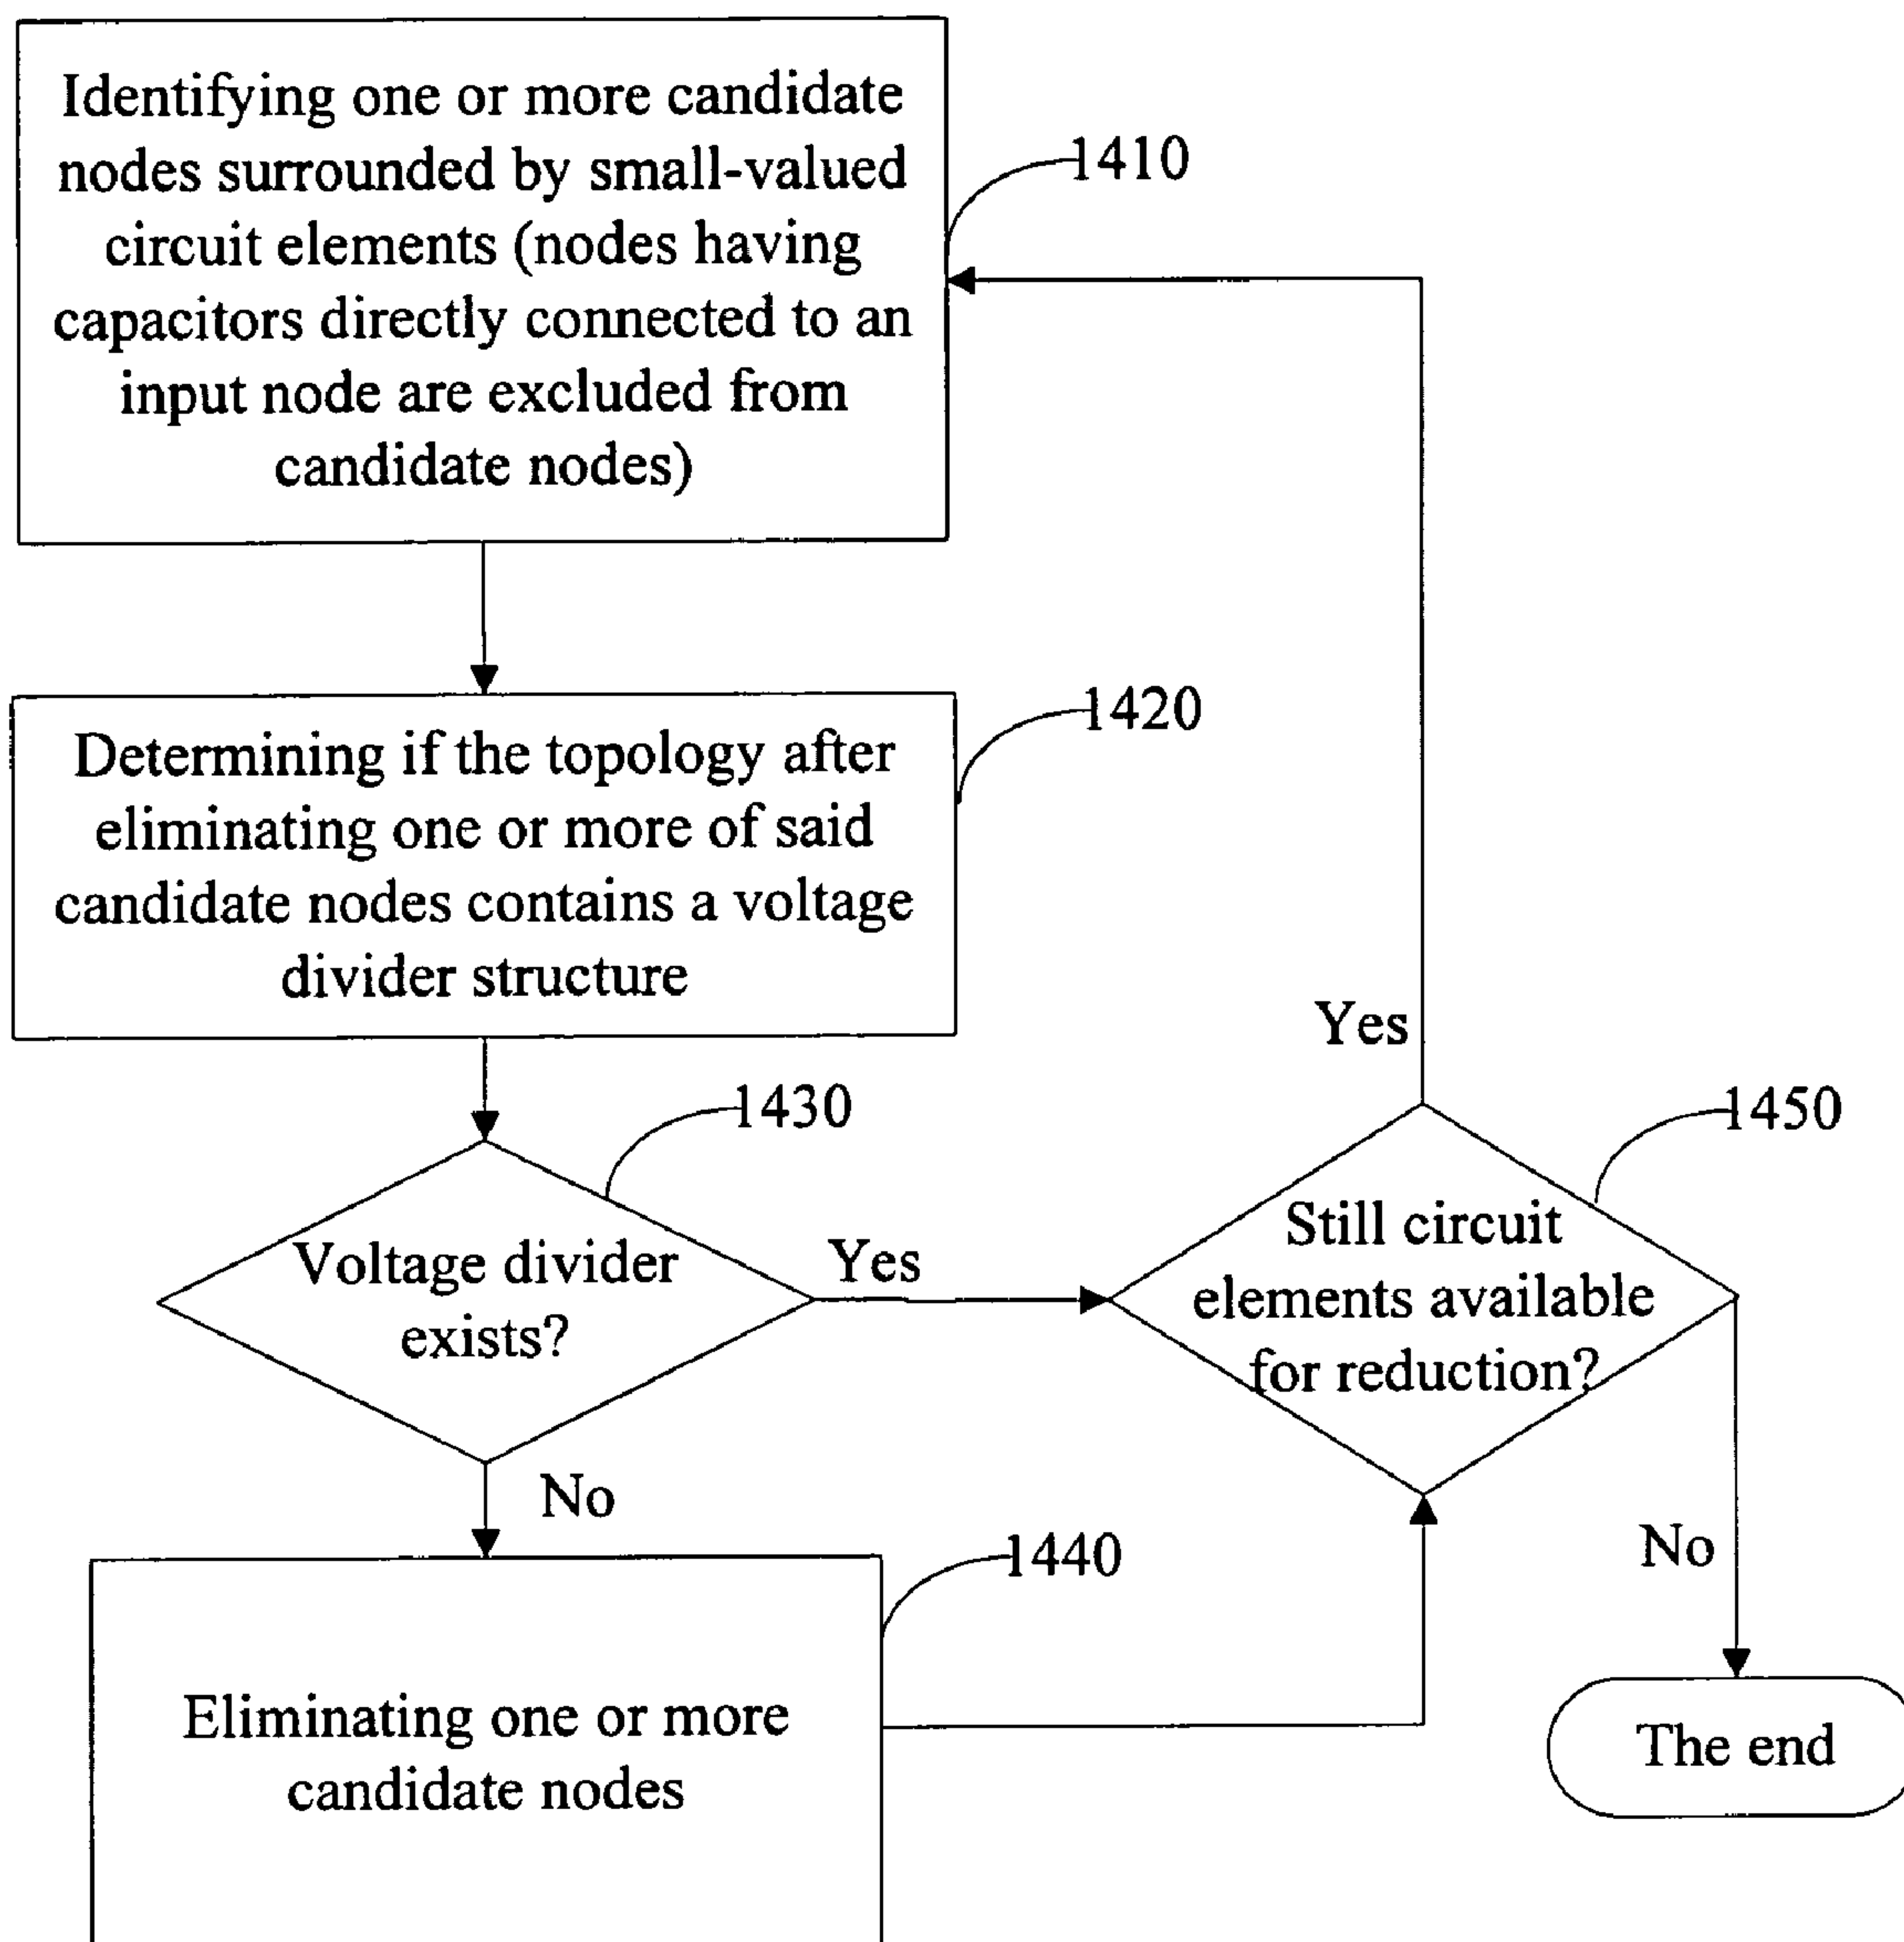 Identifying one or more candidate
nodes surrounded by small-valued
circuit elements (nodes having
capacitors directly connected to an
input node are excluded from
candidate nodes)
1410
Determining if the topology after
eliminating one or more of said
candidate nodes contains a voltage
divider structure
1420
Voltage divider
exists?
1430
Yes
No
Eliminating one or more
candidate nodes
1440
Still circuit
elements available
for reduction?
1450
Yes
No
The end